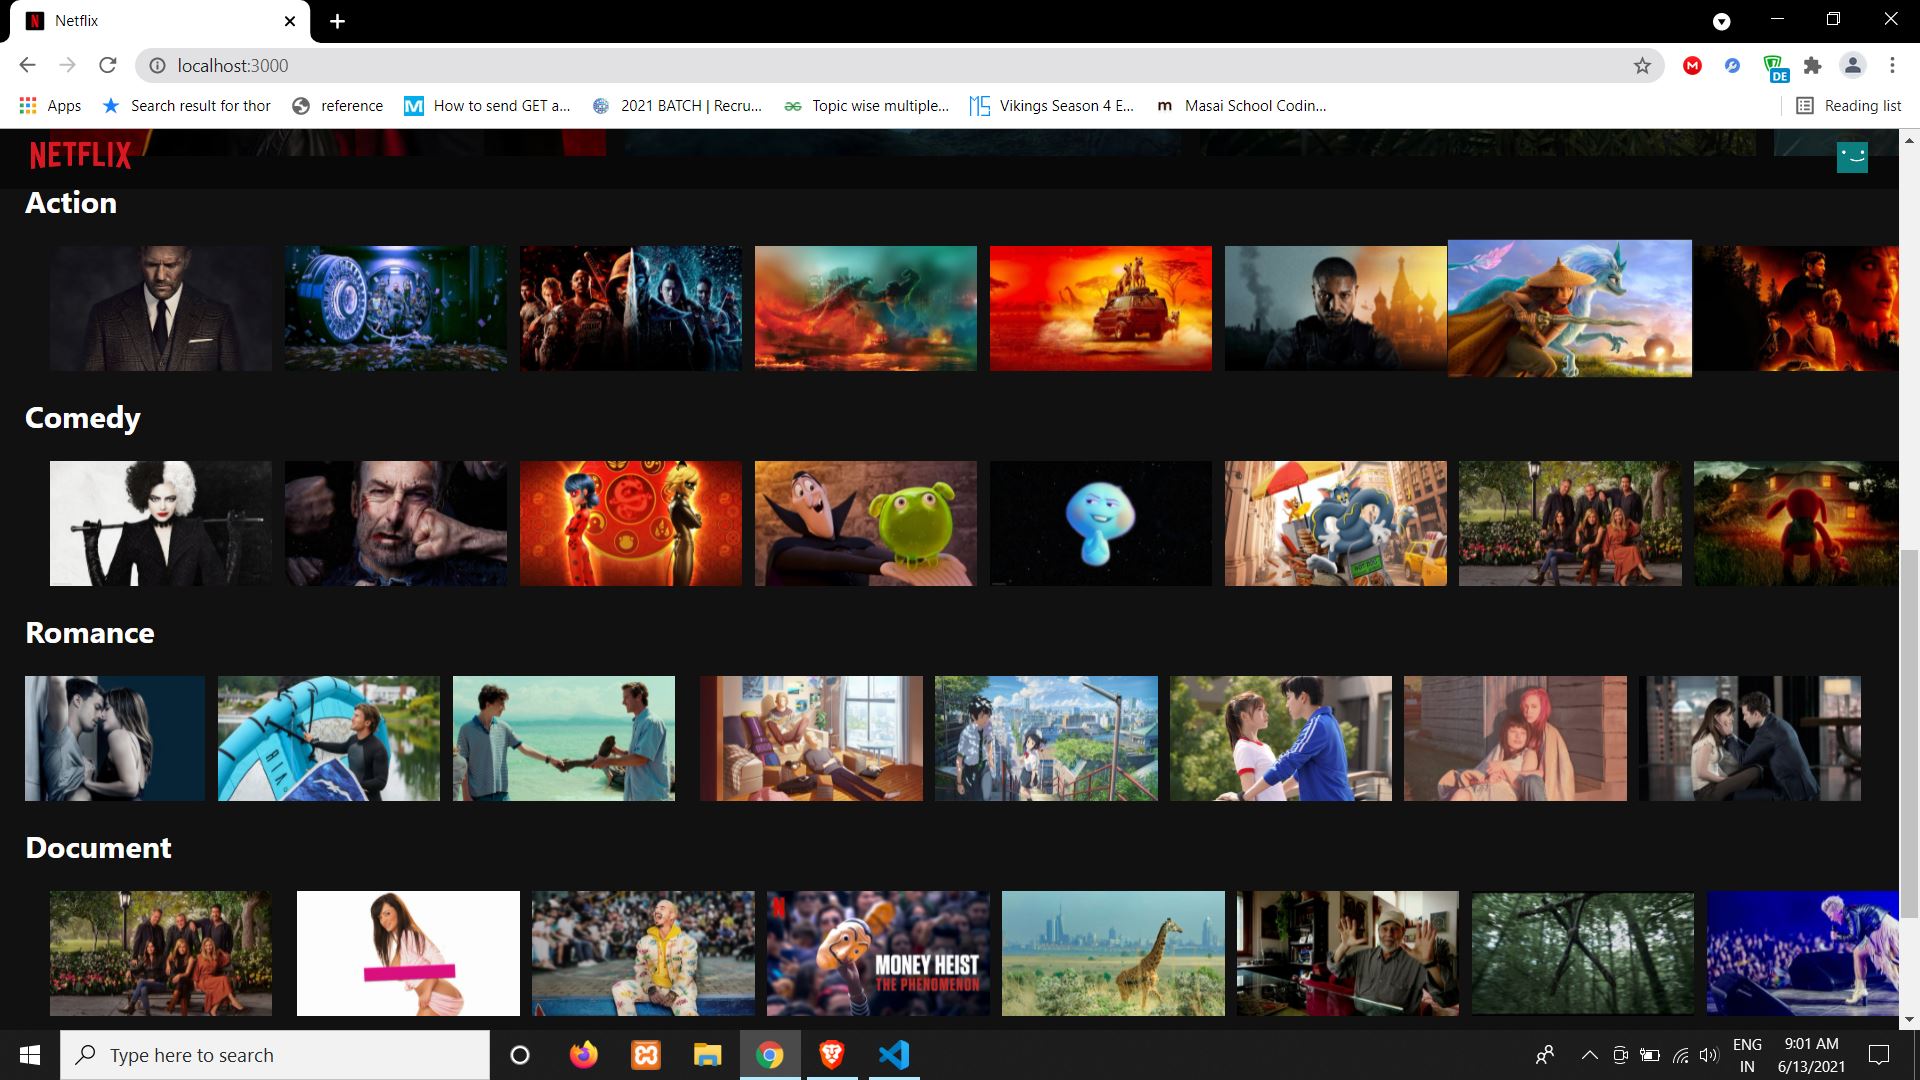 Netflix
localhost:3000
DE
Apps
Search result for thor
reference
How to send GET a...
2021 BATCH | Recru...
Topic wise multiple...
Vikings Season 4 E...
Masai School Codin...
Reading list
NETFLIX
Action
Comedy
Romance
Document
MONEY HEIST
THE PHENOMENON
Type here to search
ENG
IN
9:01 AM
6/13/2021